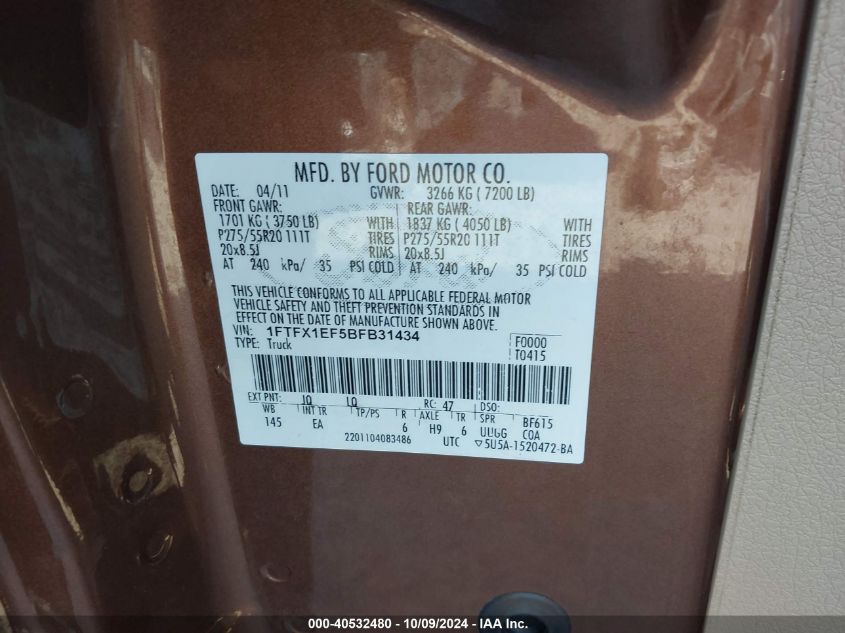 MFD. BY FORD MOTOR CO.
DATE: 04/11 GVWR: 3266 KG ( 7200 LB)
FRONT GAWR: REAR GAWR:
1701 KG ( 3750 LB) WITH 1837 KG ( 4050 LB) WITH
P275/55R20 111T TIRES P275/55R20 111T TIRES
20x8.5J RIMS 20x8.5J RIMS
AT 240 kPa/ 35 PSI COLD AT 240 kPa/ 35 PSI COLD
THIS VEHICLE CONFORMS TO ALL APPLICABLE FEDERAL MOTOR
VEHICLE SAFETY AND THEFT PREVENTION STANDARDS IN
EFFECT ON THE DATE OF MANUFACTURE SHOWN ABOVE.
VIN: 1FTFX1EF5BFB31434 F0000
TYPE: Truck T0415
EXT PNT: JQ LQ RC: 47 DSO:
WB INT TR TP/PS R AXLE TR SPR BF615
145 EA 6 H9 6 UUGG COA
2201104083486 UTC ▽5U5A-1520472-BA
000-40532480 - 10/09/2024 - IAA Inc.